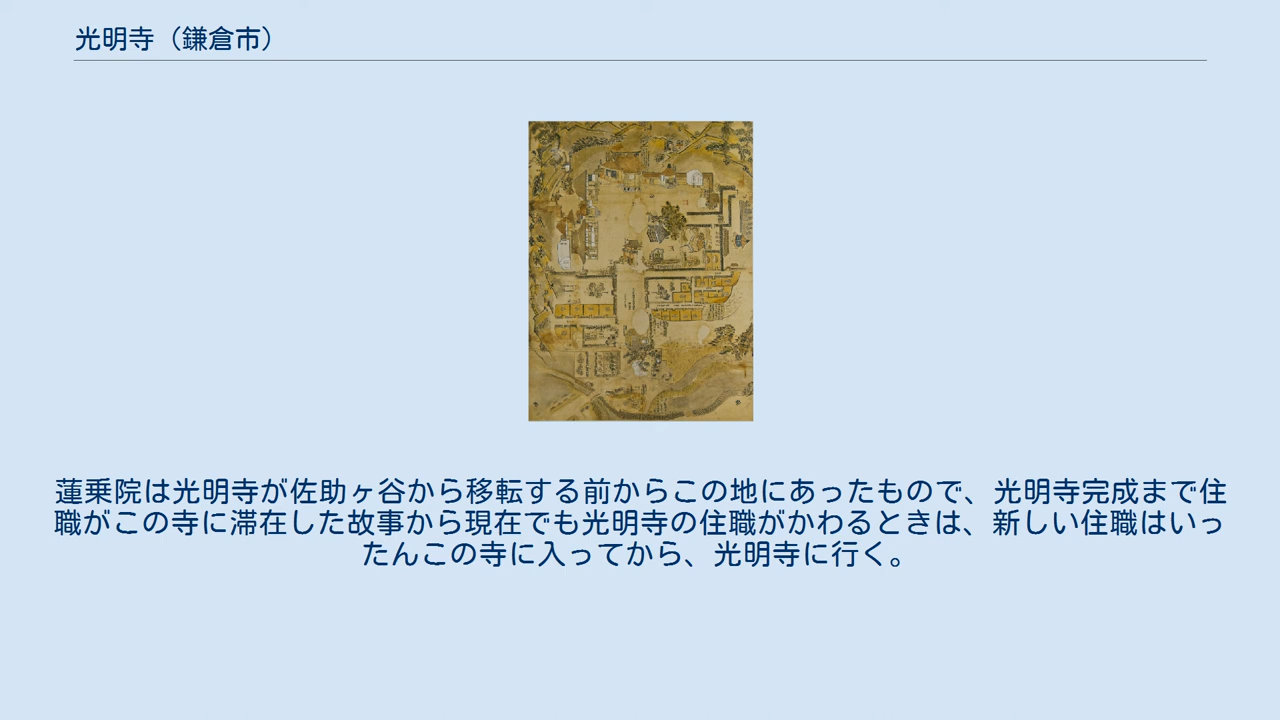 光明寺（鎌倉市）
蓮乗院は光明寺が佐助ヶ谷から移転する前からこの地にあったもので、光明寺完成まで住
職がこの寺に滞在した故事から現在でも光明寺の住職がかわるときは、新しい住職はいっ
たんこの寺に入ってから、光明寺に行く。